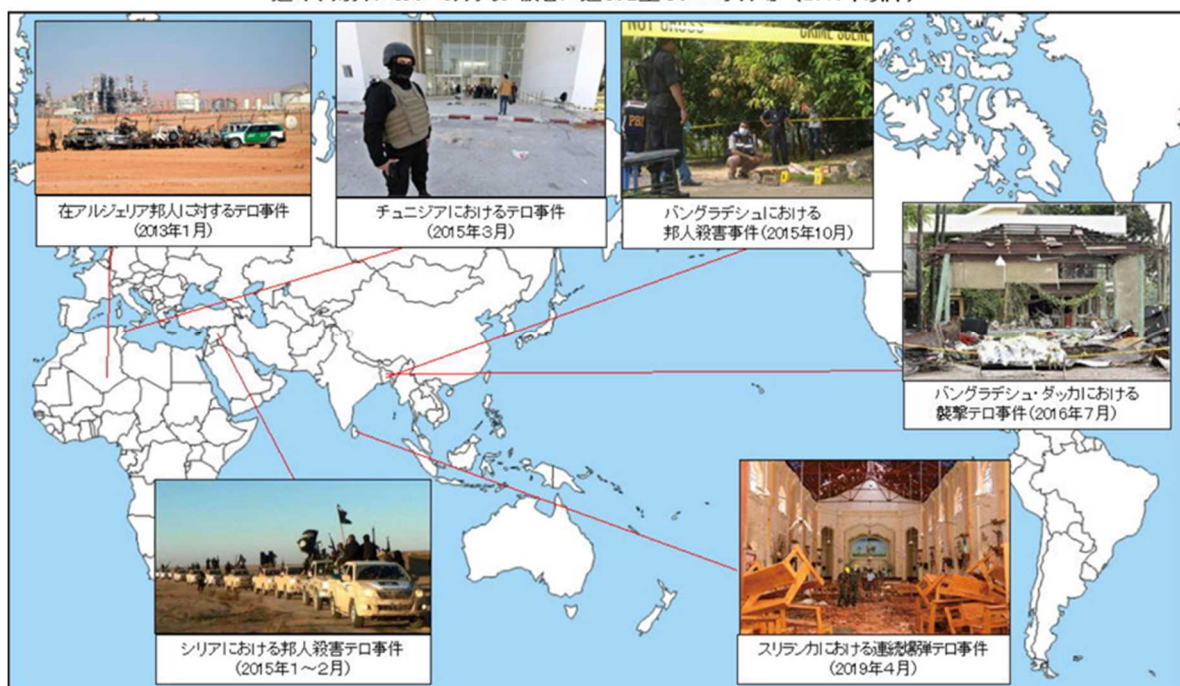 在アルジェリア邦人に対するテロ事件
(2013年1月)
チュニジアにおけるテロ事件
(2015年3月)
NOT CROSS
CRIME SCENE
PBI
バングラデシュにおける
邦人殺害事件(2015年10月)
バングラデシュ・ダッカにおける
襲撃テロ事件(2016年7月)
シリアにおける邦人殺害テロ事件
(2015年1~2月)
スリランカにおける連続爆弾テロ事件
(2019年4月)